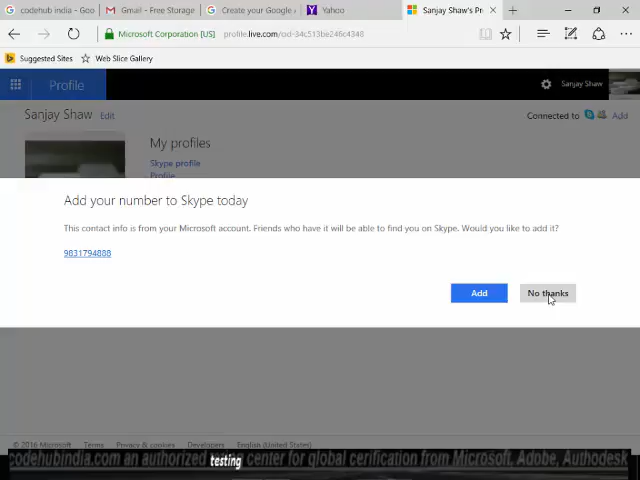 codehub india - Goo
Gmail - Free Storage
Create your Google
Yahoo
Sanjay Shaw's Pr
Microsoft Corporation [US]
profile.live.com/cid-34c513be246c4348
Suggested Sites
Web Slice Gallery
Profile
Sanjay Shaw
Sanjay Shaw Edit
Connected to
Add
My profiles
Skype profile
Profile
Add your number to Skype today
This contact info is from your Microsoft account. Friends who have it will be able to find you on Skype. Would you like to add it?
9831794888
Add
No thanks
© 2016 Microsoft Terms Privacy & cookies Developers English (United States)
codehubindia.com an authorized testing center for global cerification from Microsoft, Adobe, Authodesk